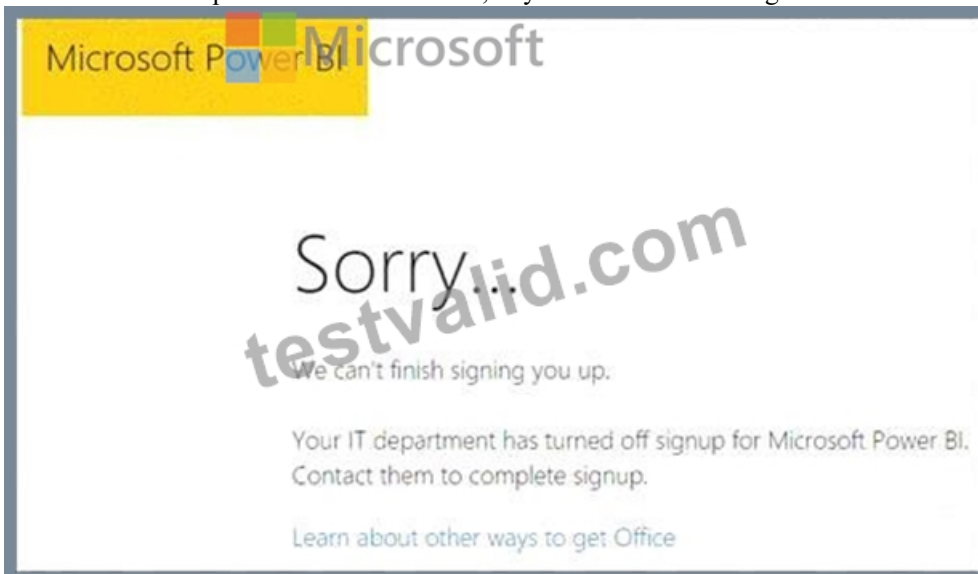 Microsoft Power BI
Microsoft
Sorry...
testvalid.com
We can't finish signing you up.
Your IT department has turned off signup for Microsoft Power BI.
Contact them to complete signup.
Learn about other ways to get Office